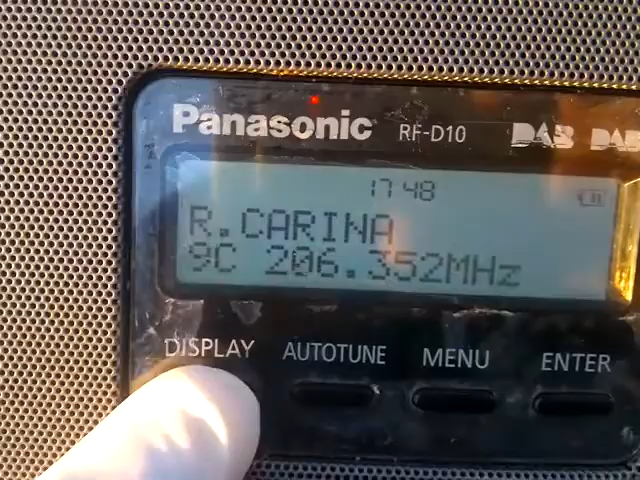 Panasonic RF-D10 DAB DAB
17 48
R.CARINA
9C 206.352MHz
DISPLAY AUTOTUNE MENU ENTER